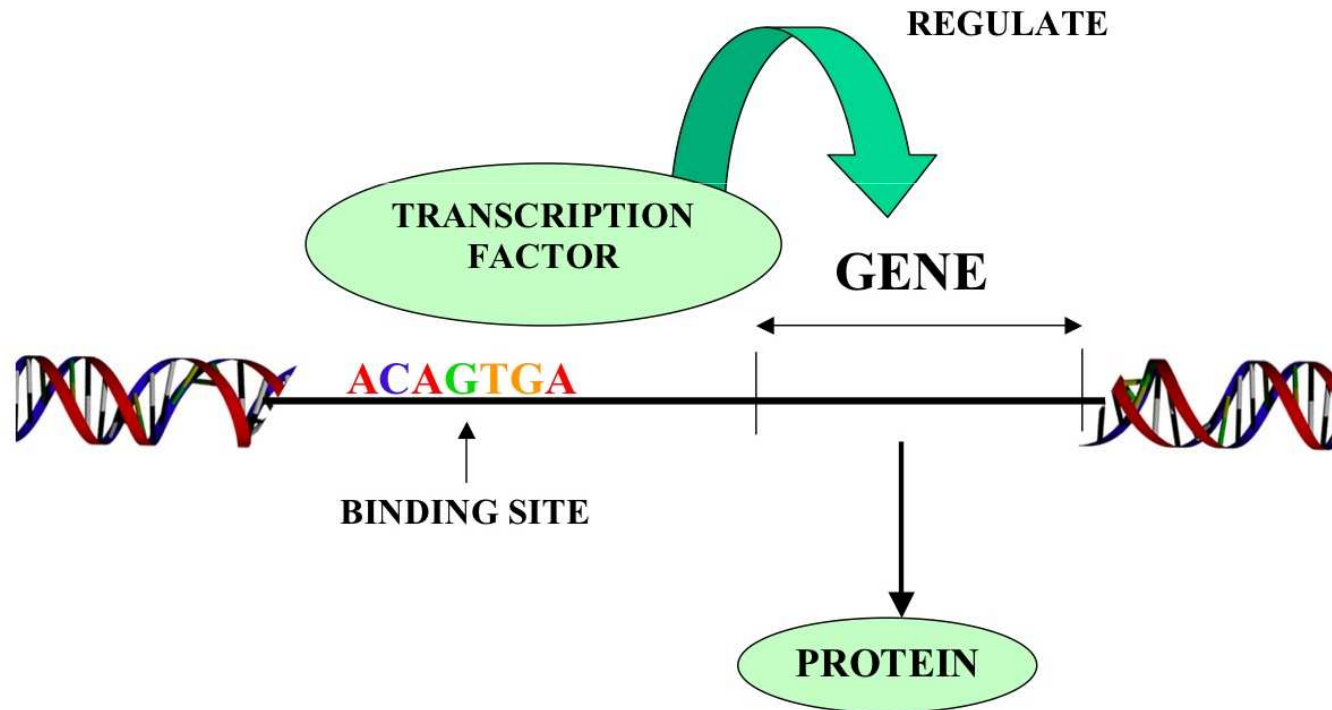 REGULATE
TRANSCRIPTION
FACTOR
GENE
ACAGTGA
BINDING SITE
PROTEIN